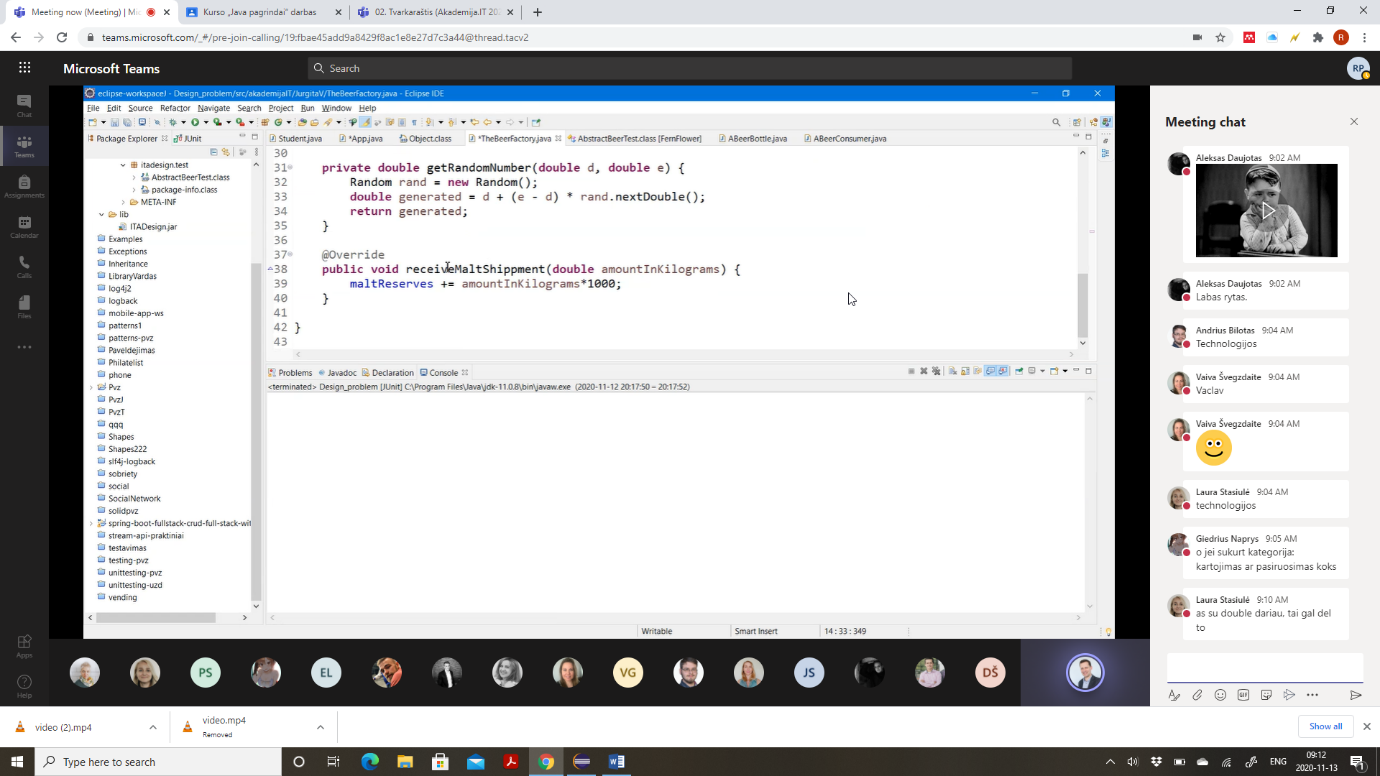 Meeting now (Meeting) | Mi
Kurso „Java pagrindai" darbas
02. Tvarkaraštis (Akademija.IT 202
teams.microsoft.com/_#/pre-join-calling/19:fbae45add9a8429f8ac1e8e27d7c3a44@thread.tacv2
R
Microsoft Teams
Search
RP
Chat
Teams
Assignments
Calendar
Calls
Files
Apps
Help
eclipse-workspaceJ - Design_problem/src/akademijaIT/JurgitaV/TheBeerFactory.java - Eclipse IDE
File Edit Source Refactor Navigate Search Project Run Window Help
Package Explorer
JUnit
Student.java
*App.java
Object.class
*TheBeerFactory.java
AbstractBeerTest.class [FernFlower]
ABeerBottle.java
ABeerConsumer.java
itadesign.test
AbstractBeerTest.class
package-info.class
META-INF
lib
ITADesign.jar
Examples
Exceptions
Inheritance
LibraryVardas
log4j2
logback
mobile-app-ws
patterns1
patterns-pvz
Paveldejimas
Philatelist
phone
Pvz
PvzJ
PvzT
qqq
Shapes
Shapes222
slf4j-logback
sobriety
social
SocialNetwork
solidpvz
spring-boot-fullstack-crud-full-stack-wit
stream-api-praktiniai
testavimas
testing-pvz
unittesting-pvz
unittesting-uzd
vending
30
31 private double getRandomNumber(double d, double e) {
32 Random rand = new Random();
33 double generated = d + (e - d) * rand.nextDouble();
34 return generated;
35 }
36
37 @Override
38 public void receiveMaltShippment(double amountInKilograms) {
39 maltReserves += amountInKilograms*1000;
40 }
41
42 }
43
Problems Javadoc Declaration Console
<terminated> Design_problem [JUnit] C:\Program Files\Java\jdk-11.0.8\bin\javaw.exe (2020-11-12 20:17:50 – 20:17:52)
Writable Smart Insert 14 : 33 : 349
PS
EL
VG
JS
DŠ
Meeting chat
Aleksas Daujotas 9:02 AM
Aleksas Daujotas 9:02 AM
Labas rytas.
Andrius Bilotas 9:04 AM
Technologijos
Vaiva Švegzdaite 9:04 AM
Vaclav
Vaiva Švegzdaite 9:04 AM
Laura Stasiulė 9:04 AM
technologijos
Giedrius Naprys 9:05 AM
o jei sukurt kategorija:
kartojimas ar pasiruosimas koks
Laura Stasiulė 9:10 AM
as su double dariau, tai gal del
to
GIF
video (2).mp4
video.mp4
Removed
Show all
Type here to search
ENG
09:12
2020-11-13
1